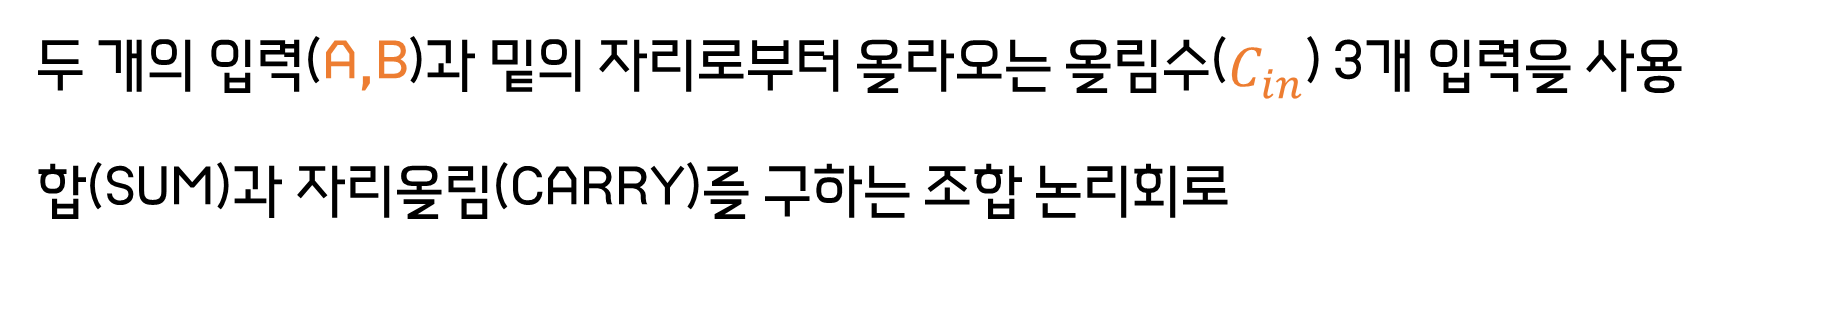 두 개의 입력(A,B)과 밑의 자리로부터 올라오는 올림수(C_{in}) 3개 입력을 사용
합(SUM)과 자리올림(CARRY)를 구하는 조합 논리회로